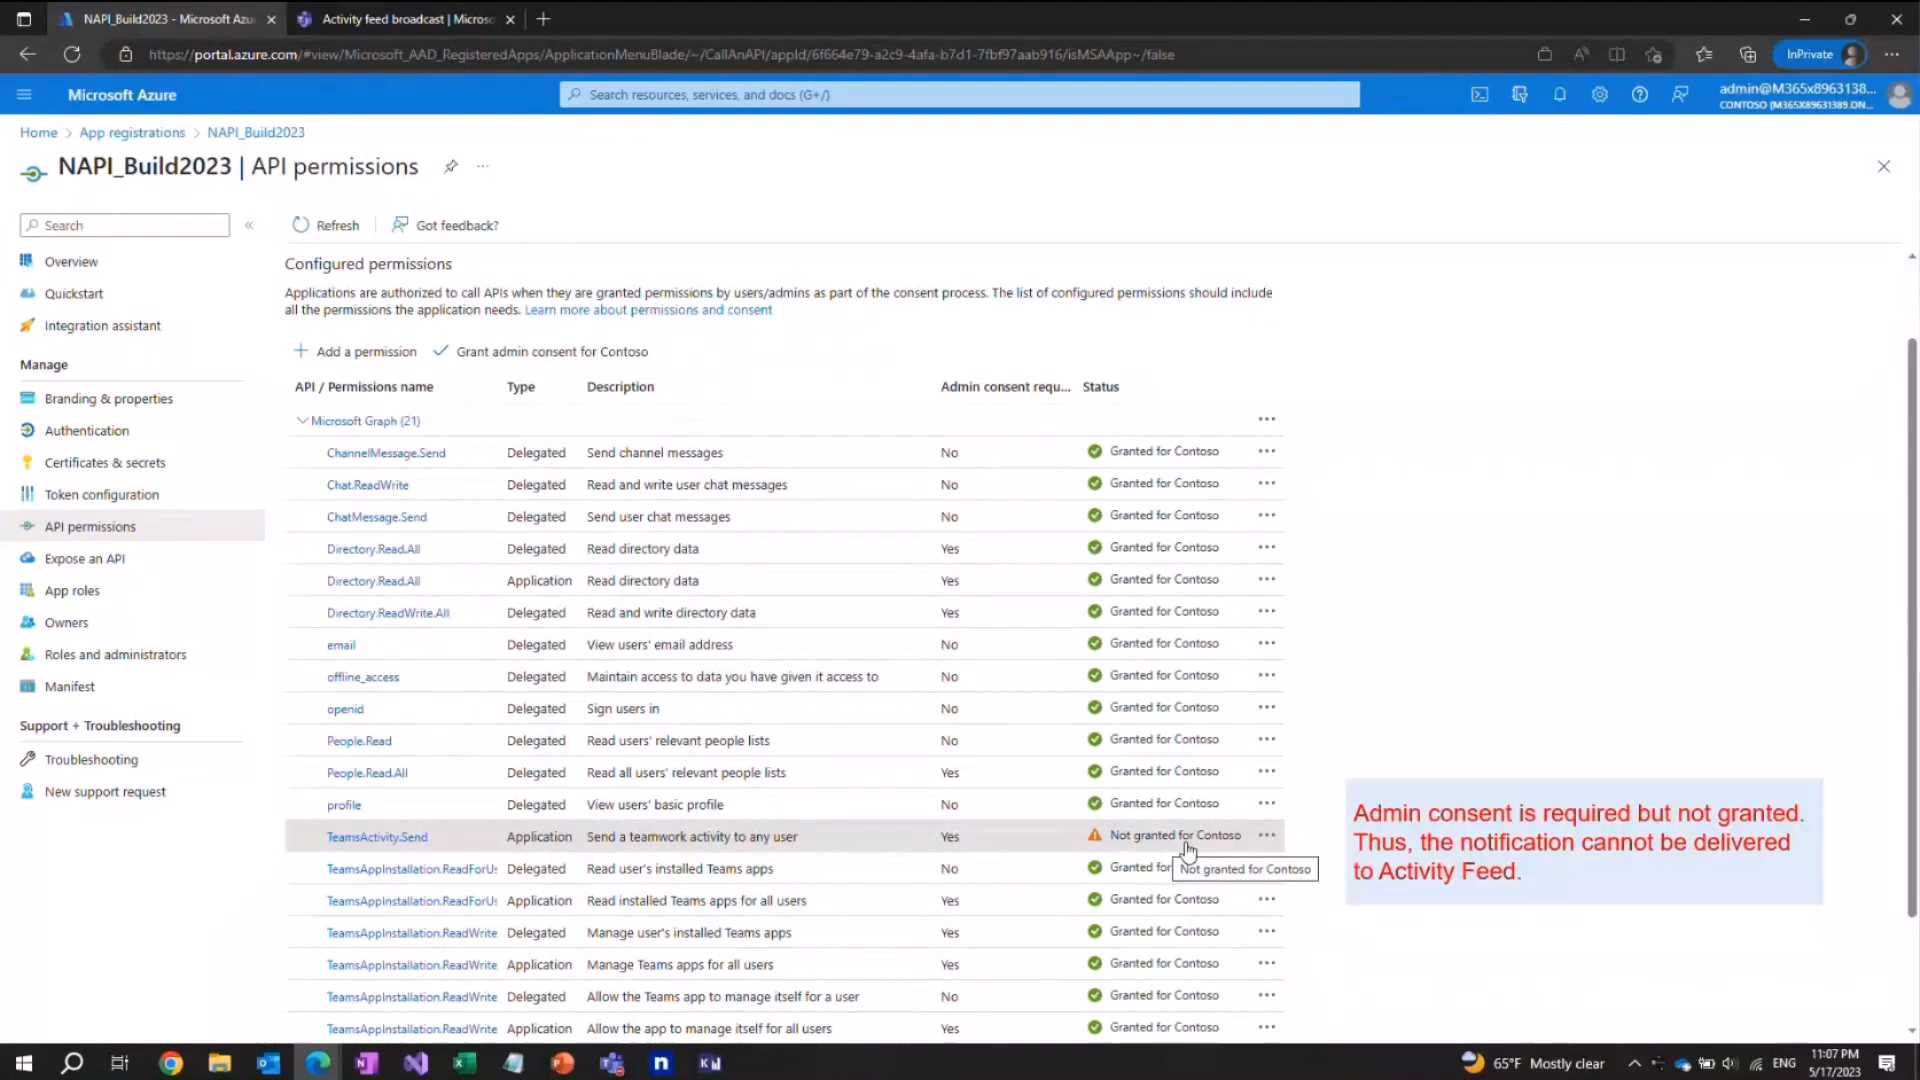 NAPI_Build2023 - Microsoft Azu
Activity feed broadcast | Microso
https://portal.azure.com/#view/Microsoft_AAD_RegisteredApps/ApplicationMenuBlade/~/CallAnAPI/appId/6f664e79-a2c9-4afa-b7d1-7fbf97aab916/isMSAApp~/false
InPrivate
Microsoft Azure
Search resources, services, and docs (G+/)
admin@M365x8963138...
CONTOSO (M365X89631389.ON...
Home > App registrations > NAPI_Build2023
NAPI_Build2023 | API permissions
Search
Refresh
Got feedback?
Overview
Quickstart
Integration assistant
Manage
Branding & properties
Authentication
Certificates & secrets
Token configuration
API permissions
Expose an API
App roles
Owners
Roles and administrators
Manifest
Support + Troubleshooting
Troubleshooting
New support request
Configured permissions
Applications are authorized to call APIs when they are granted permissions by users/admins as part of the consent process. The list of configured permissions should include
all the permissions the application needs. Learn more about permissions and consent
Add a permission
Grant admin consent for Contoso
API / Permissions name Type Description Admin consent requ... Status
Microsoft Graph (21)
ChannelMessage.Send Delegated Send channel messages No Granted for Contoso
Chat.ReadWrite Delegated Read and write user chat messages No Granted for Contoso
ChatMessage.Send Delegated Send user chat messages No Granted for Contoso
Directory.Read.All Delegated Read directory data Yes Granted for Contoso
Directory.Read.All Application Read directory data Yes Granted for Contoso
Directory.ReadWrite.All Delegated Read and write directory data Yes Granted for Contoso
email Delegated View users' email address No Granted for Contoso
offline_access Delegated Maintain access to data you have given it access to No Granted for Contoso
openid Delegated Sign users in No Granted for Contoso
People.Read Delegated Read users' relevant people lists No Granted for Contoso
People.Read.All Delegated Read all users' relevant people lists Yes Granted for Contoso
profile Delegated View users' basic profile No Granted for Contoso
TeamsActivity.Send Application Send a teamwork activity to any user Yes Not granted for Contoso
TeamsAppInstallation.ReadForUs Delegated Read user's installed Teams apps No Granted for
Not granted for Contoso
TeamsAppInstallation.ReadForUs Application Read installed Teams apps for all users Yes Granted for Contoso
TeamsAppInstallation.ReadWrite Delegated Manage user's installed Teams apps Yes Granted for Contoso
TeamsAppInstallation.ReadWrite Application Manage Teams apps for all users Yes Granted for Contoso
TeamsAppInstallation.ReadWrite Delegated Allow the Teams app to manage itself for a user No Granted for Contoso
TeamsAppInstallation.ReadWrite Application Allow the app to manage itself for all users Yes Granted for Contoso
Admin consent is required but not granted.
Thus, the notification cannot be delivered
to Activity Feed.
65°F Mostly clear
ENG
11:07 PM
5/17/2023